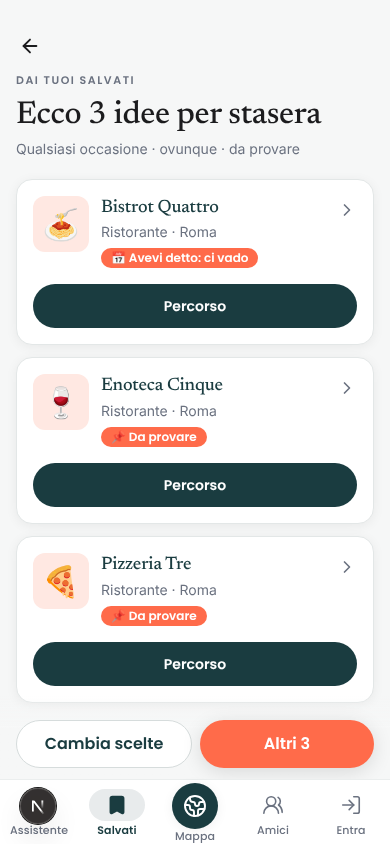 DAI TUOI SALVATI
Ecco 3 idee per stasera
Qualsiasi occasione · ovunque · da provare
Bistrot Quattro
Ristorante · Roma
📅 Avevi detto: ci vado
Percorso
Enoteca Cinque
Ristorante · Roma
📌 Da provare
Percorso
Pizzeria Tre
Ristorante · Roma
📌 Da provare
Percorso
Cambia scelte
Altri 3
N
Assistente
Salvati
Mappa
Amici
Entra